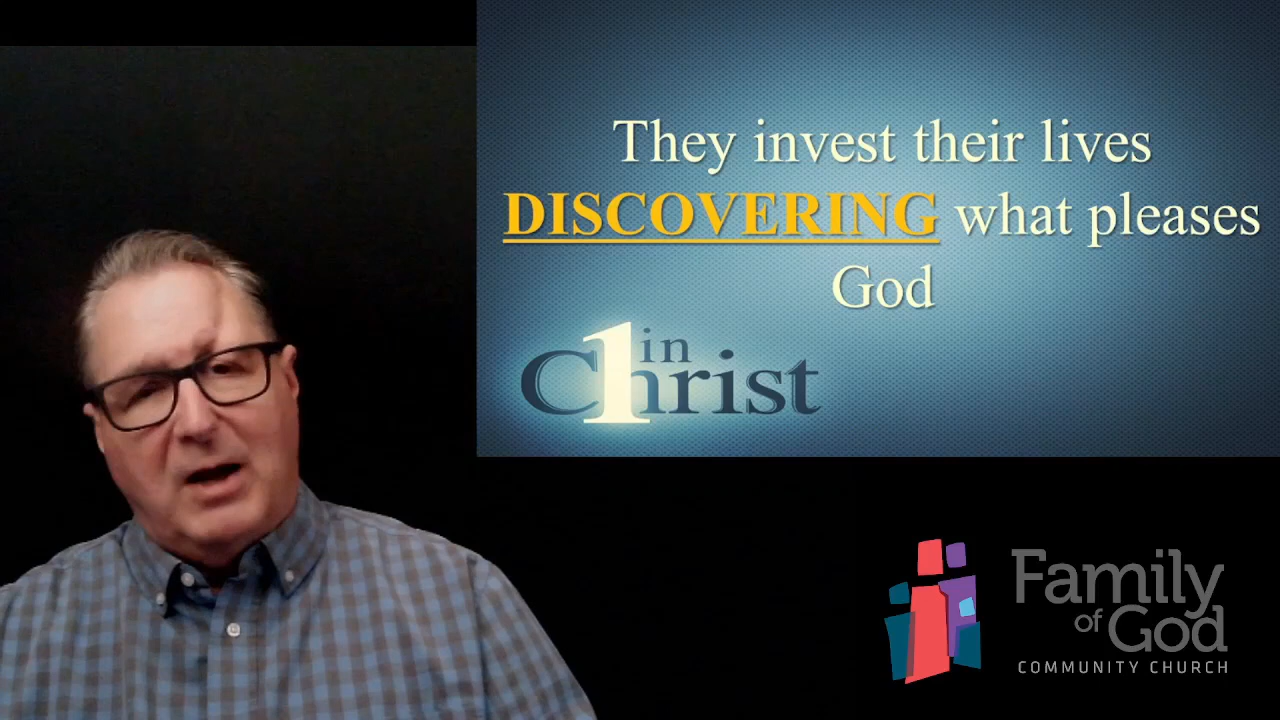 They invest their lives
DISCOVERING what pleases
God
1 in
Christ
Family
of God
COMMUNITY CHURCH